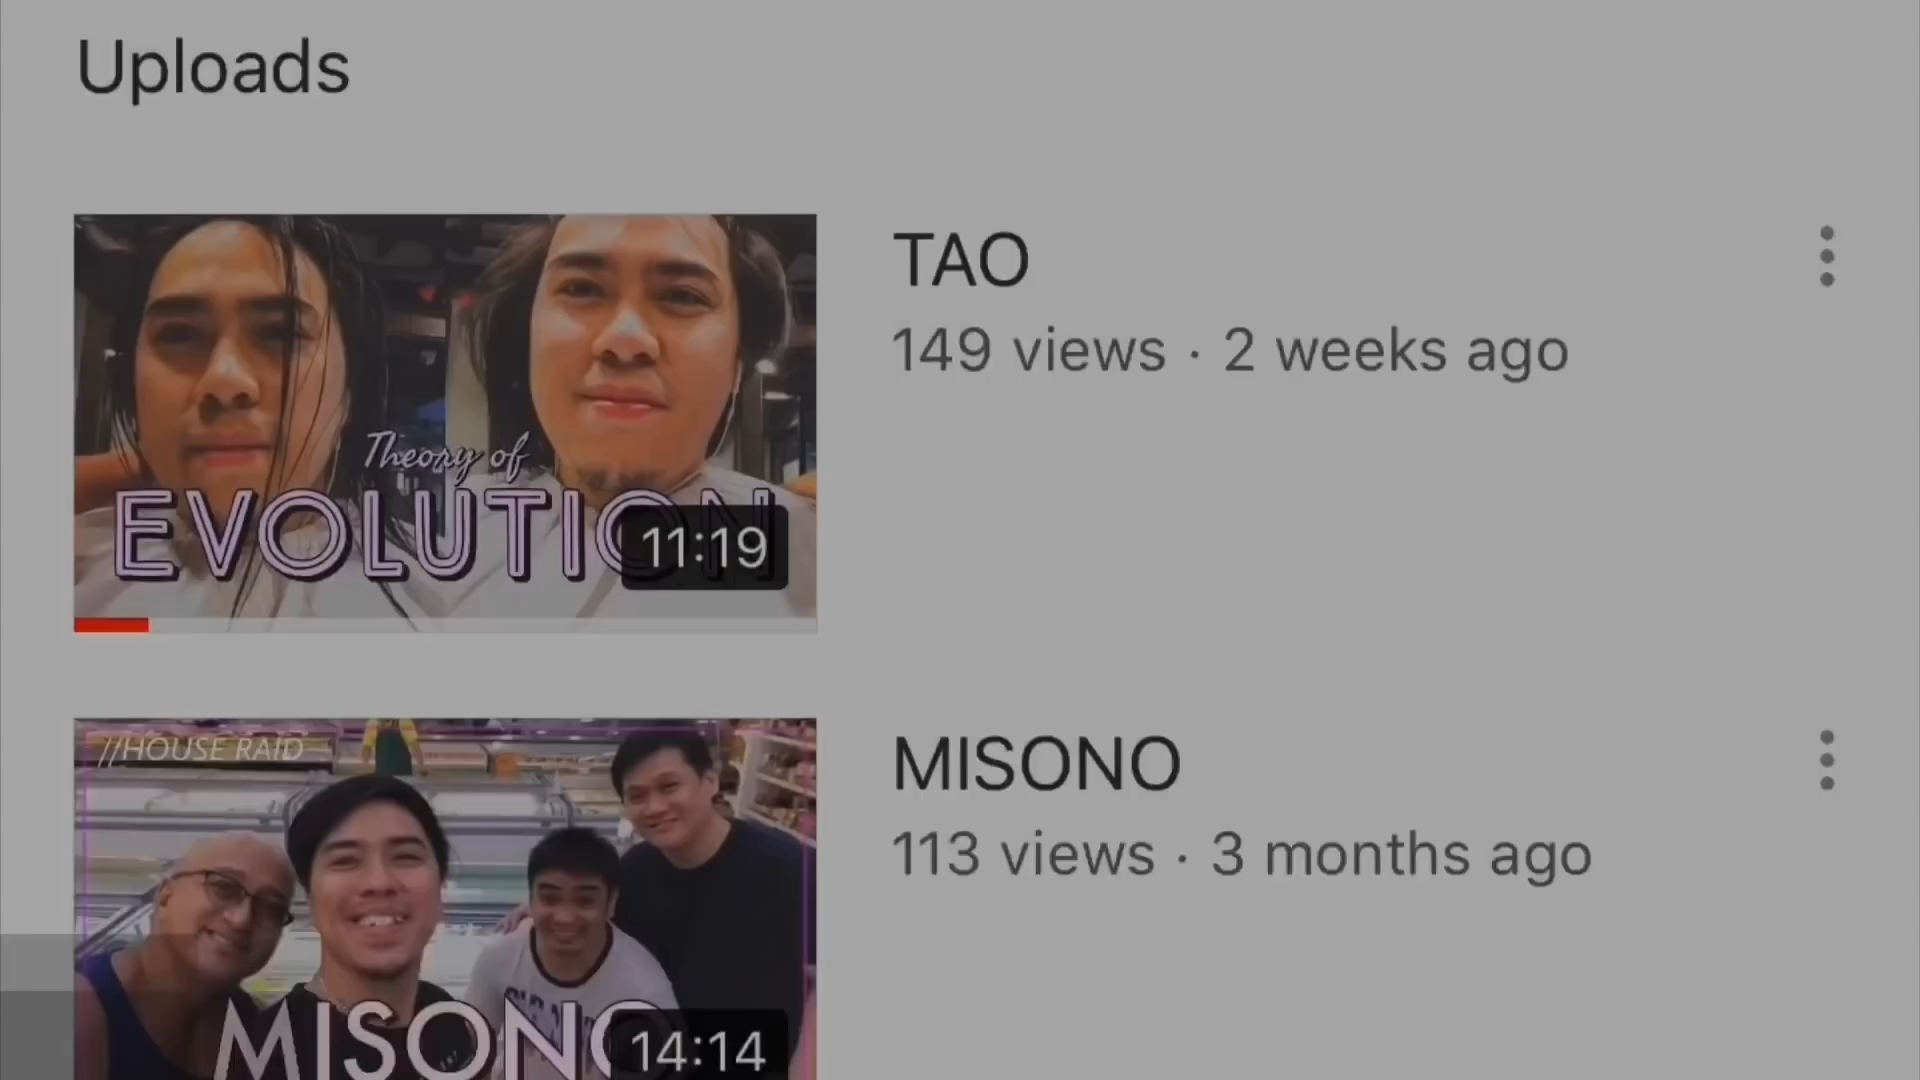 Uploads
Theory of
EVOLUTION
11:19
TAO
149 views · 2 weeks ago
//HOUSE RAID
MISONO
14:14
MISONO
113 views · 3 months ago